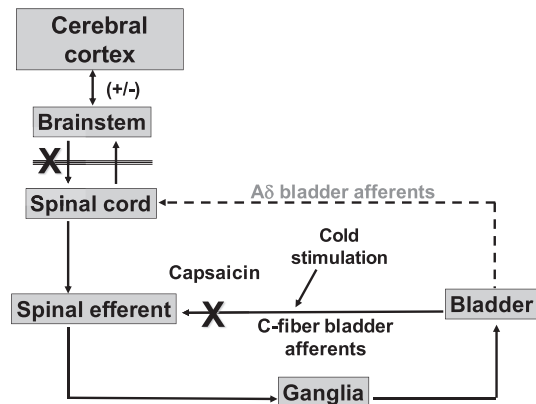 Cerebral
cortex
(+/-)
Brainstem
X
Aδ bladder afferents
Spinal cord
Cold
stimulation
Capsaicin
Spinal efferent
X
Bladder
C-fiber bladder
afferents
Ganglia